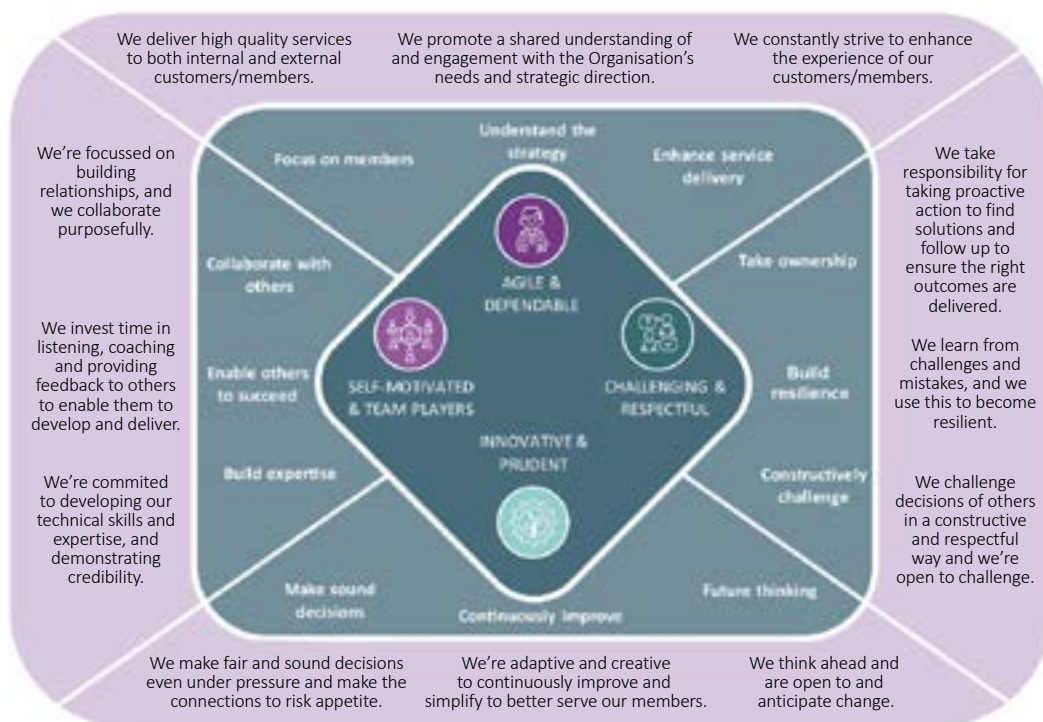 We deliver high quality services
to both internal and external
customers/members.
We promote a shared understanding of
and engagement with the Organisation's
needs and strategic direction.
We constantly strive to enhance
the experience of our
customers/members.
Focus on members
Understand the
strategy
Enhance service
delivery
We're focussed on
building
relationships, and
we collaborate
purposefully.
Collaborate with
others
AGILE &
DEPENDABLE
Take ownership
We take
responsibility for
taking proactive
action to find
solutions and
follow up to
ensure the right
outcomes are
delivered.
We invest time in
listening, coaching
and providing
feedback to others
to enable them to
develop and deliver.
Enable others
to succeed
SELF-MOTIVATED
& TEAM PLAYERS
CHALLENGING &
RESPECTFUL
Build
resilience
We learn from
challenges and
mistakes, and we
use this to become
resilient.
We're commited
to developing our
technical skills and
expertise, and
demonstrating
credibility.
Build expertise
INNOVATIVE &
PRUDENT
Constructively
challenge
We challenge
decisions of others
in a constructive
and respectful
way and we're
open to challenge.
Make sound
decisions
Continuously improve
Future thinking
We make fair and sound decisions
even under pressure and make the
connections to risk appetite.
We're adaptive and creative
to continuously improve and
simplify to better serve our members.
We think ahead and
are open to and
anticipate change.